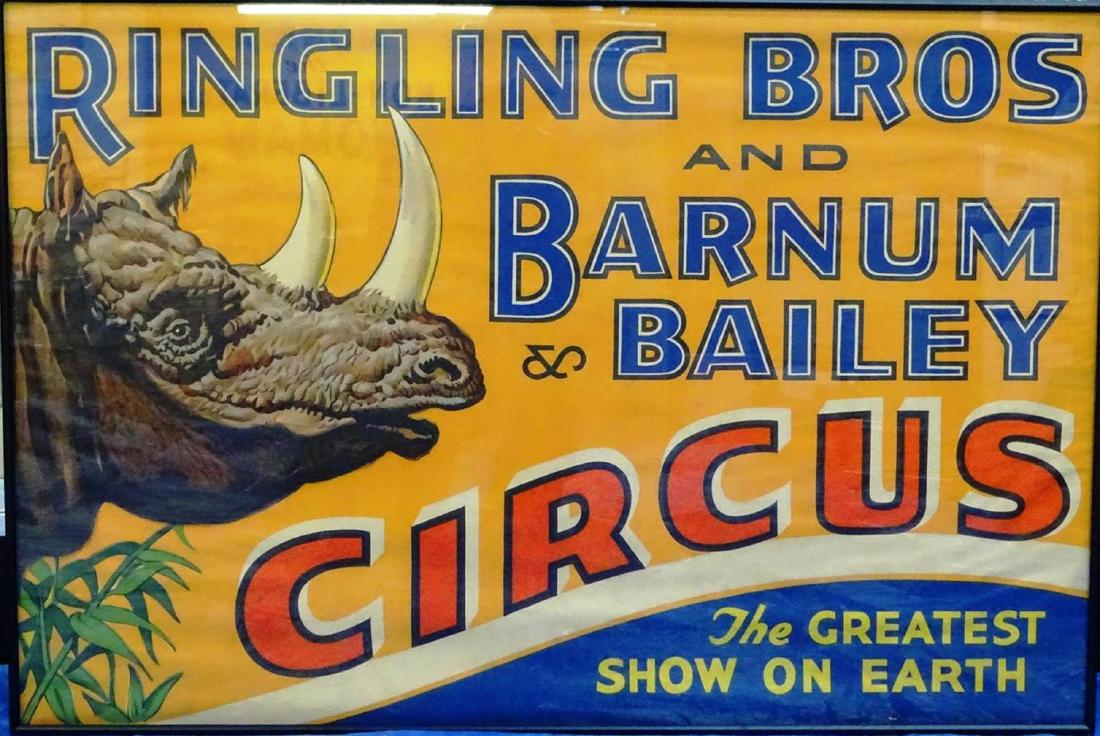 RINGLING BROS
AND
BARNUM
& BAILEY
CIRCUS
The GREATEST
SHOW ON EARTH